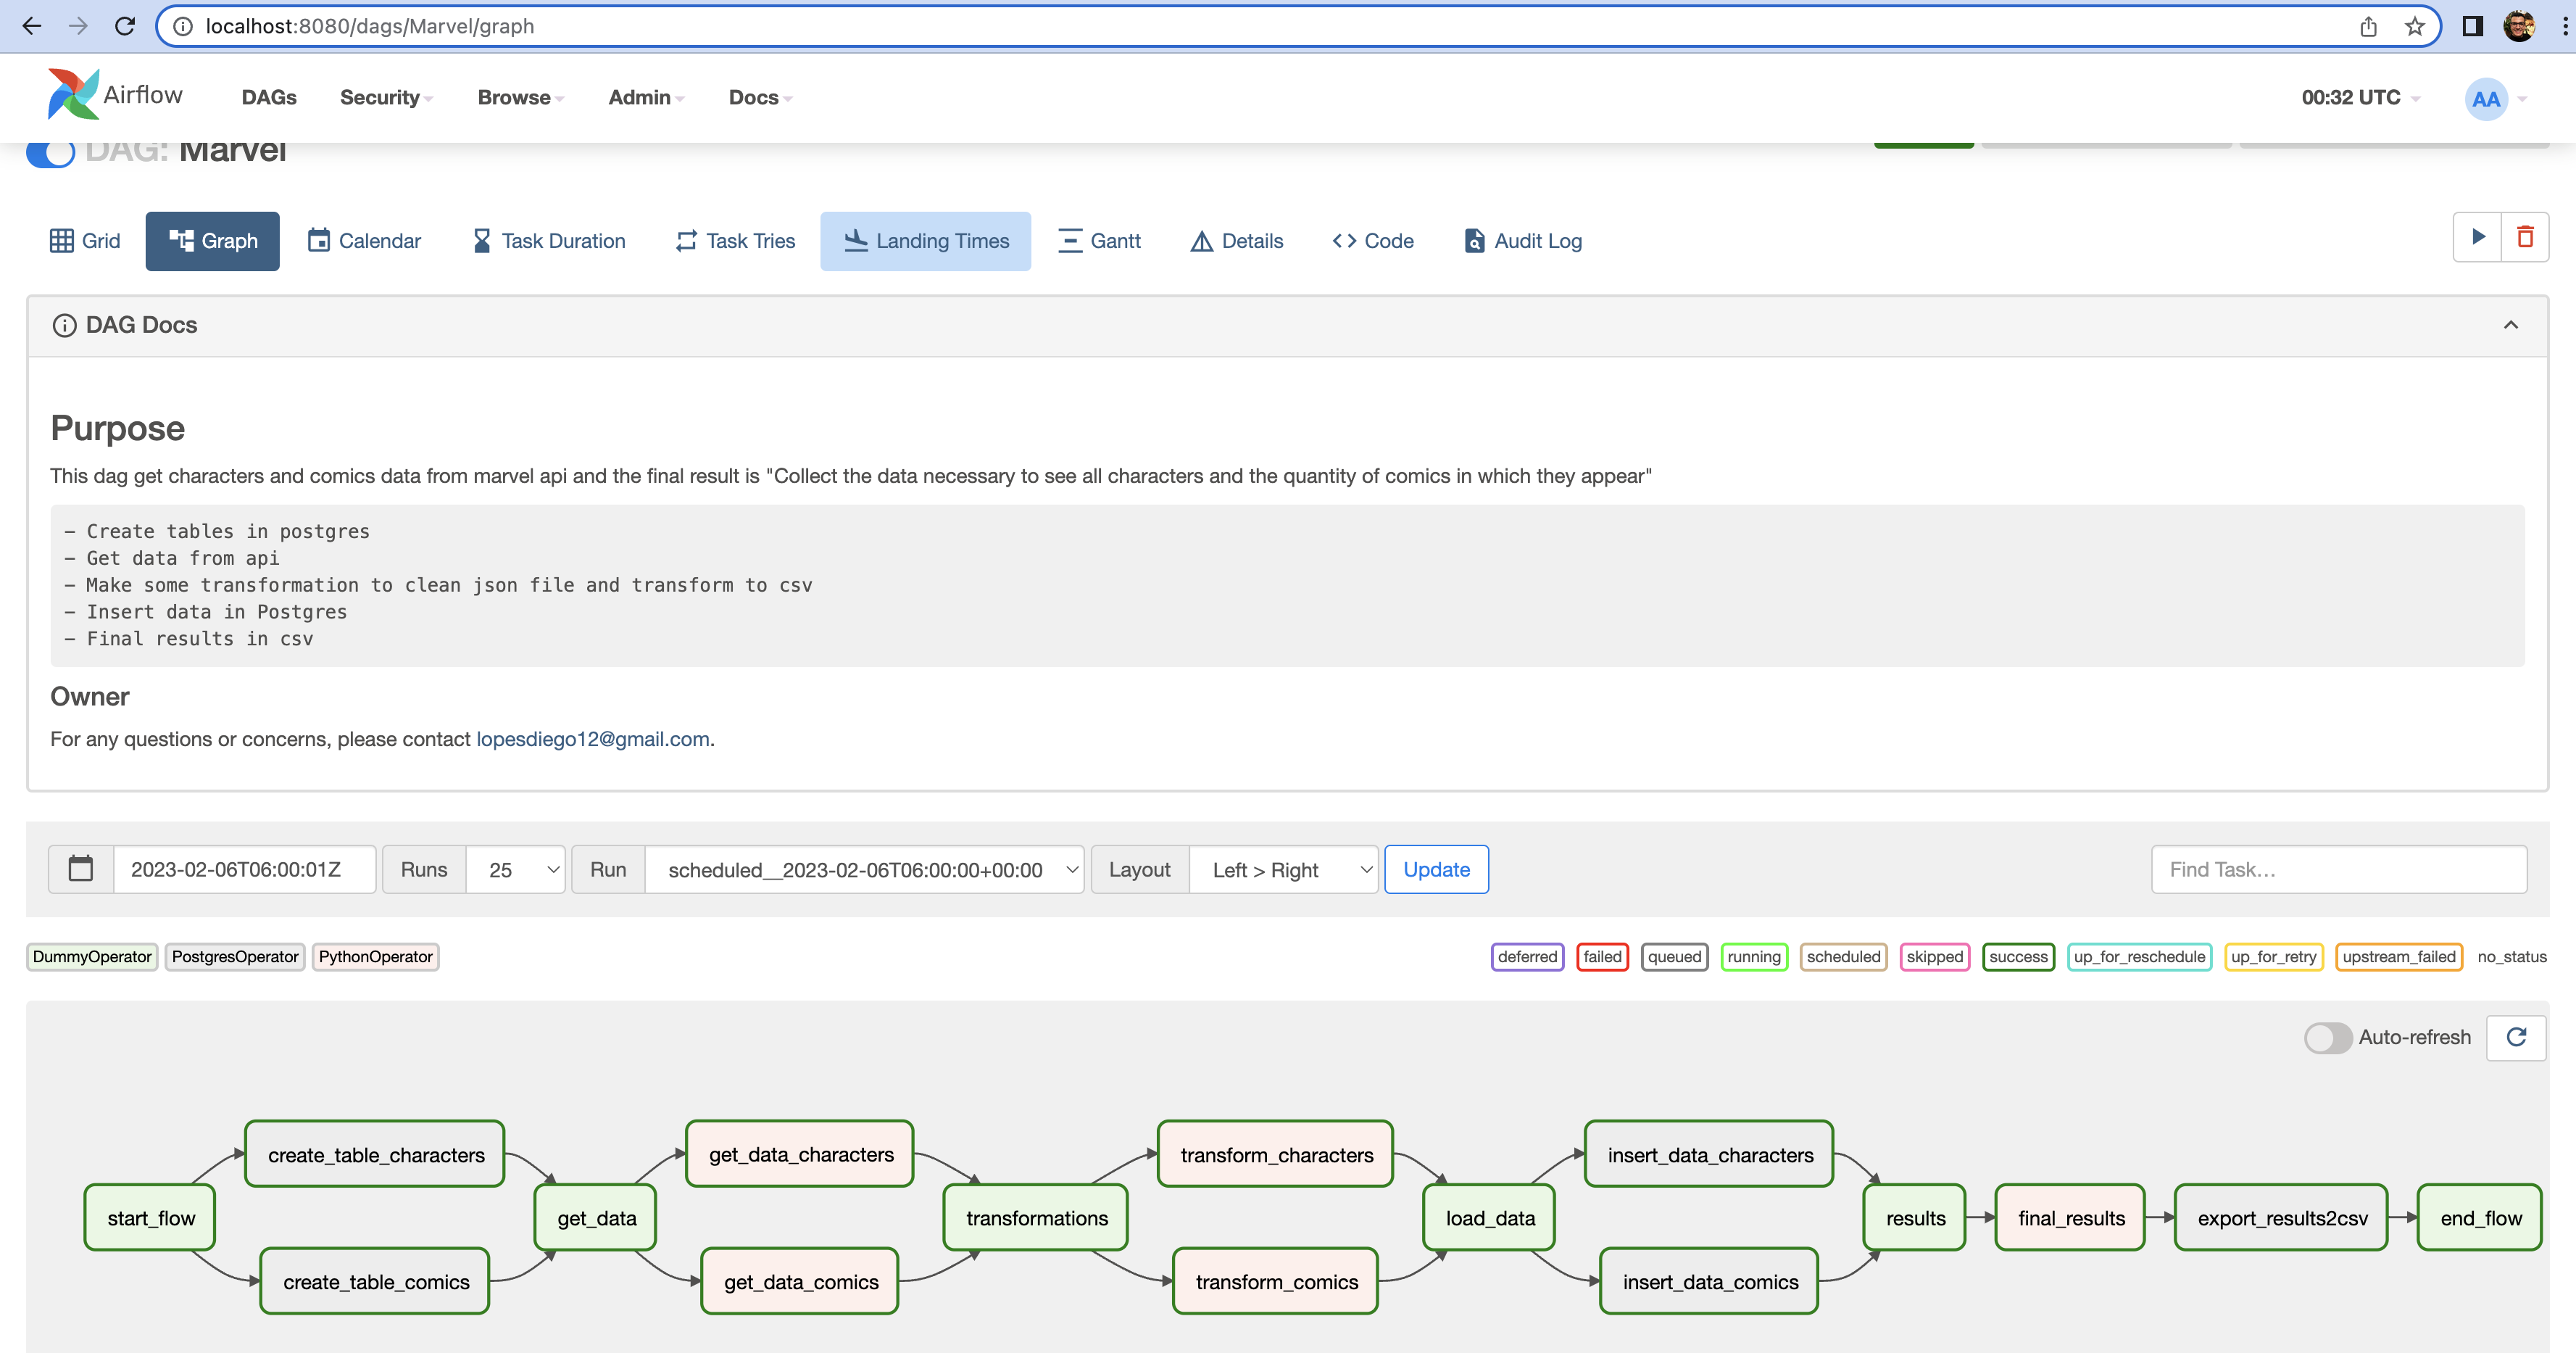 localhost:8080/dags/Marvel/graph
Airflow DAGs Security Browse Admin Docs 00:32 UTC AA
DAG: Marvel
Grid Graph Calendar Task Duration Task Tries Landing Times Gantt Details Code Audit Log
DAG Docs
Purpose
This dag get characters and comics data from marvel api and the final result is "Collect the data necessary to see all characters and the quantity of comics in which they appear"
– Create tables in postgres
– Get data from api
– Make some transformation to clean json file and transform to csv
– Insert data in Postgres
– Final results in csv
Owner
For any questions or concerns, please contact lopesdiego12@gmail.com.
2023-02-06T06:00:01Z Runs 25 Run scheduled__2023-02-06T06:00:00+00:00 Layout Left > Right Update Find Task…
DummyOperator PostgresOperator PythonOperator deferred failed queued running scheduled skipped success up_for_reschedule up_for_retry upstream_failed no_status
Auto-refresh
create_table_characters get_data_characters transform_characters insert_data_characters
start_flow get_data transformations load_data results final_results export_results2csv end_flow
create_table_comics get_data_comics transform_comics insert_data_comics